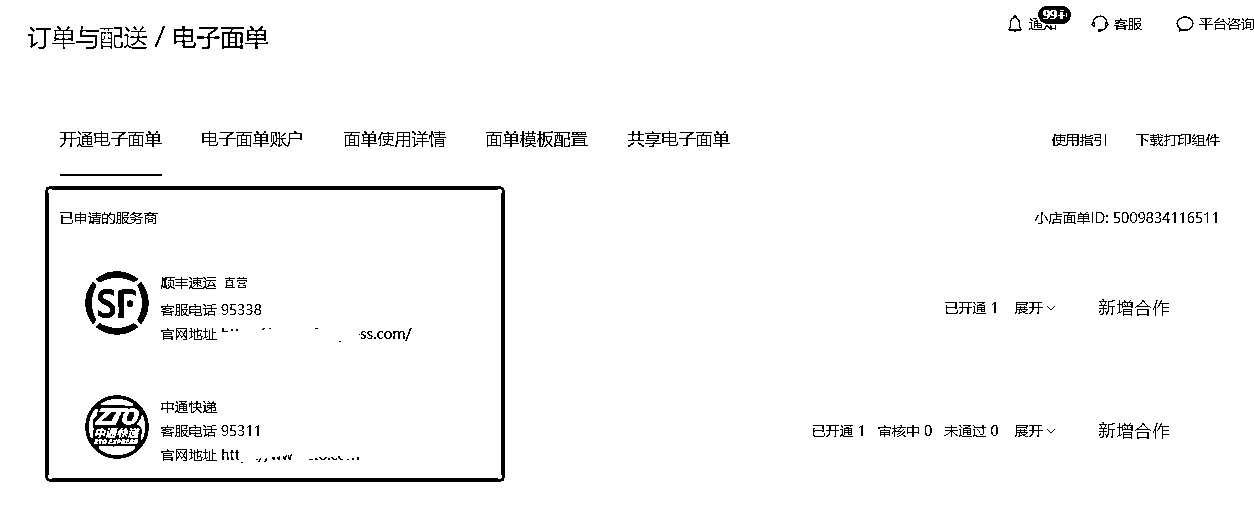 订单与配送 / 电子面单
99+
通知 客服 平台咨询
开通电子面单 电子面单账户 面单使用详情 面单模板配置 共享电子面单 使用指引 下载打印组件
已申请的服务商 小店面单ID: 5009834116511
SF
顺丰速运 直营
客服电话 95338
官网地址 ss.com/
已开通 1 展开 新增合作
ZTO
中通快递
ZTO EXPRESS
中通快递
客服电话 95311
官网地址
已开通 1 审核中 0 未通过 0 展开 新增合作